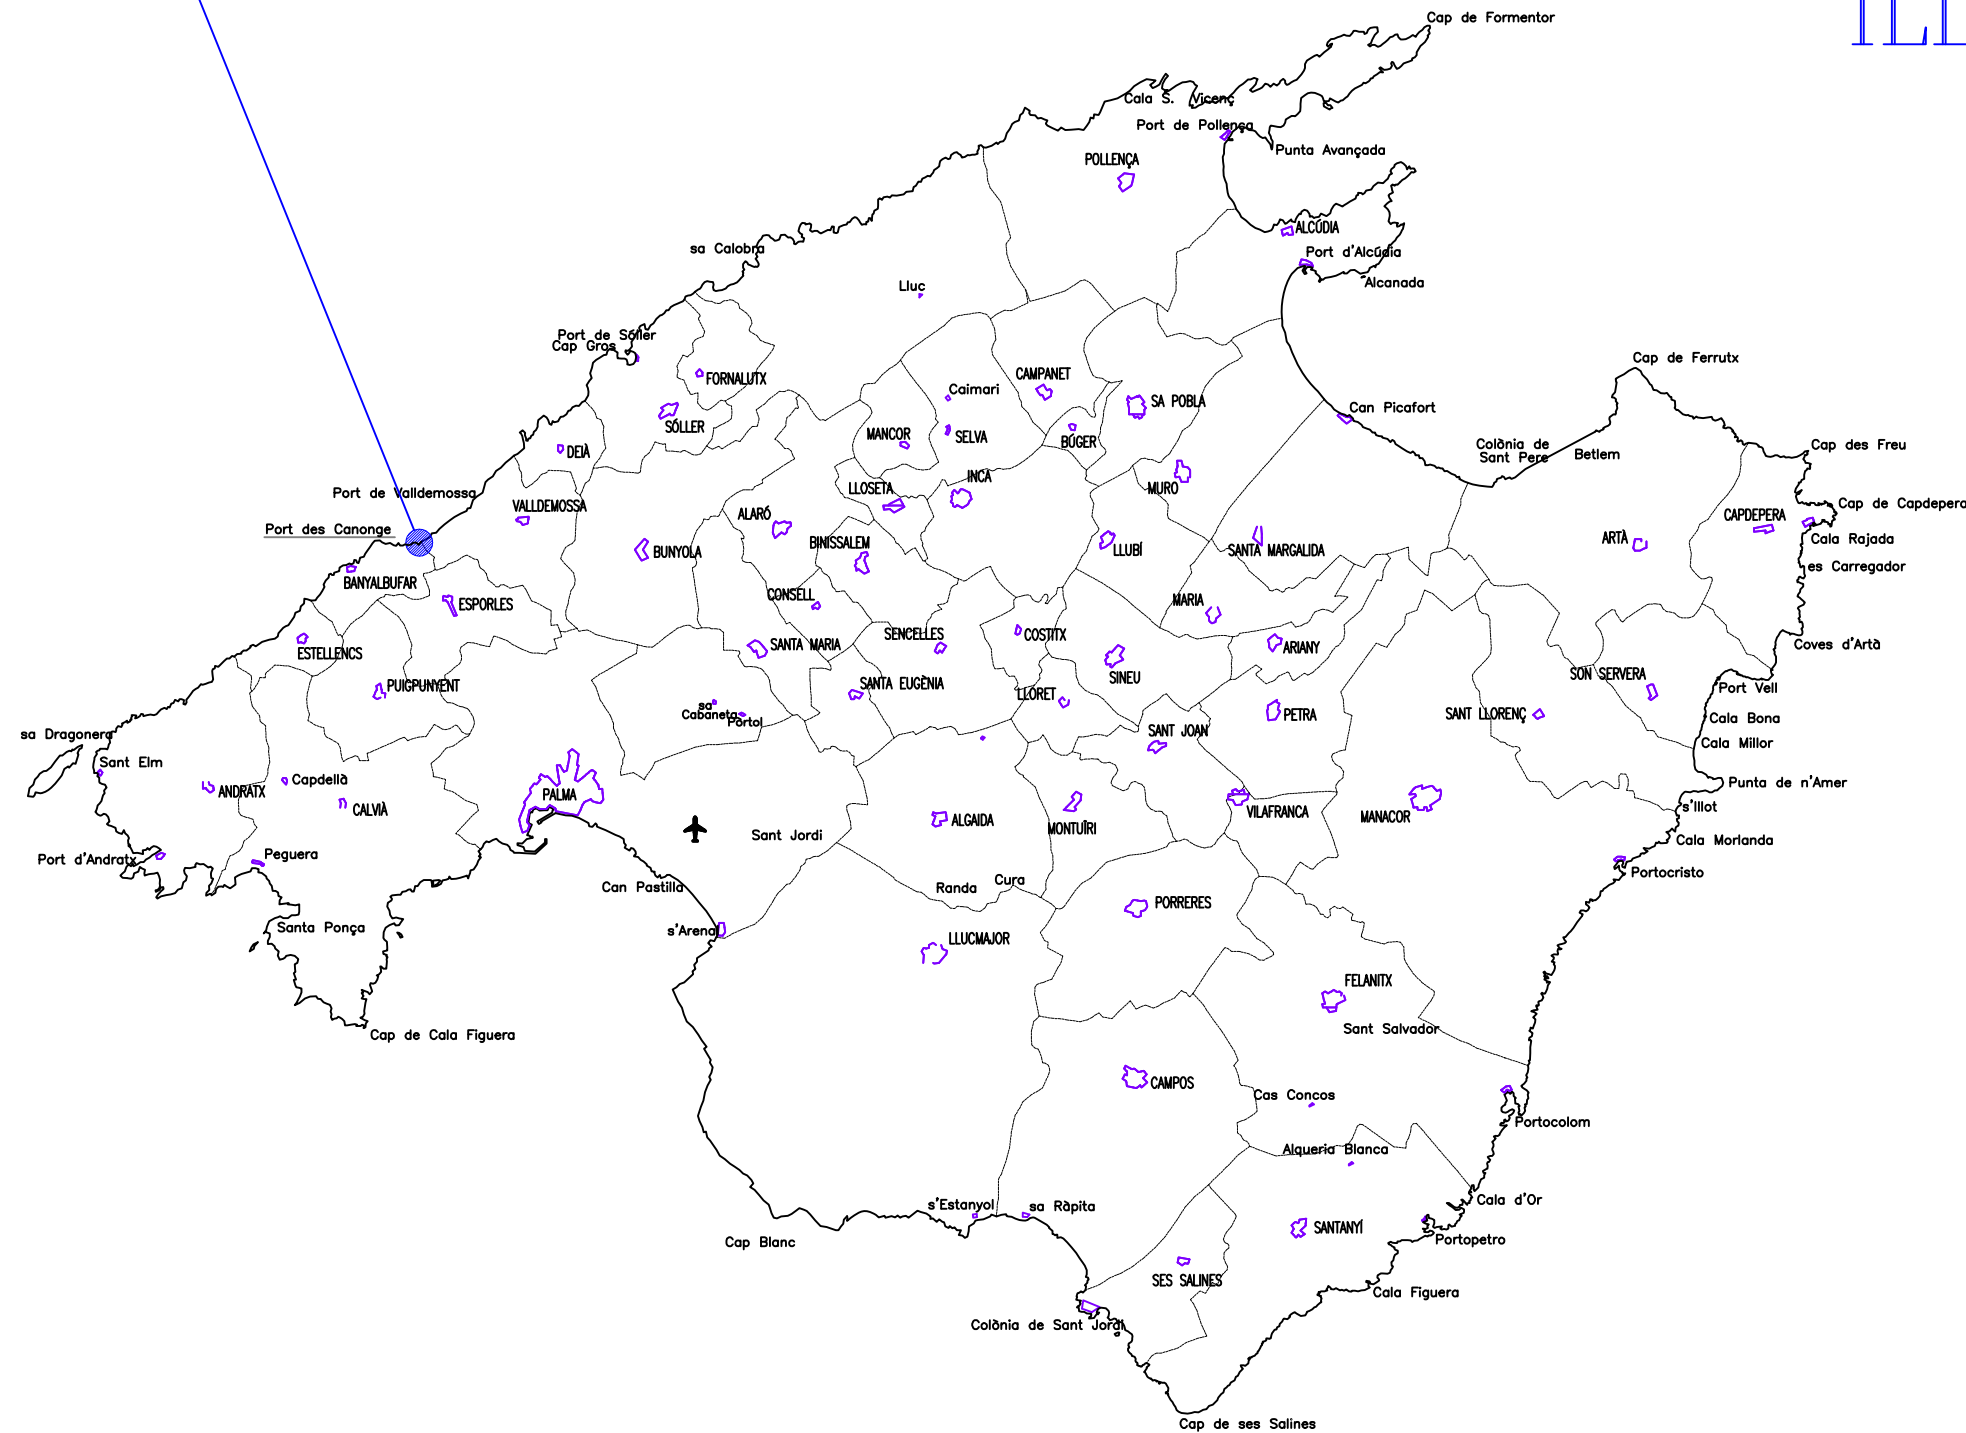 Cap de Formentor
Cala S. Vicenç
Port de Pollença
Punta Avançada
POLLENÇA
ALCÚDIA
Port d'Alcúdia
Alcanada
sa Calobra
Lluc
Port de Sóller
Cap Gros
FORNALUTX
SÓLLER
Caimari
CAMPANET
SA POBLA
Can Picafort
Cap de Ferrutx
MANCOR
SELVA
BÚGER
Colònia de
Sant Pere
Betlem
Cap des Freu
DEIÀ
INCA
MURO
LLOSETA
Port de Valldemossa
VALLDEMOSSA
ALARÓ
Port des Canonge
BUNYOLA
BINISSALEM
LLUBÍ
SANTA MARGALIDA
ARTÀ
CAPDEPERA
Cap de Capdepera
Cala Rajada
es Carregador
BANYALBUFAR
ESPORLES
CONSELL
MARIA
ESTELLENCS
SANTA MARIA
SENCELLES
COSTITX
ARIANY
Coves d'Artà
PUIGPUNYENT
SANTA EUGÈNIA
SINEU
LLORET
SON SERVERA
Port Vell
sa
Cabaneta
Portol
PETRA
SANT LLORENÇ
Cala Bona
SANT JOAN
Cala Millor
sa Dragonera
Sant Elm
Capdellà
ANDRATX
CALVIÀ
PALMA
Punta de n'Amer
s'Illot
VILAFRANCA
MANACOR
ALGAIDA
MONTUÏRI
Sant Jordi
Cala Morlanda
Port d'Andratx
Peguera
Portocristo
Can Pastilla
Randa
Cura
PORRERES
Santa Ponça
s'Arenal
LLUCMAJOR
FELANITX
Sant Salvador
Cap de Cala Figuera
CAMPOS
Cas Concos
Portocolom
Alqueria Blanca
s'Estanyol
sa Ràpita
Cala d'Or
SANTANYÍ
Portopetro
Cap Blanc
SES SALINES
Cala Figuera
Colònia de Sant Jordi
Cap de ses Salines